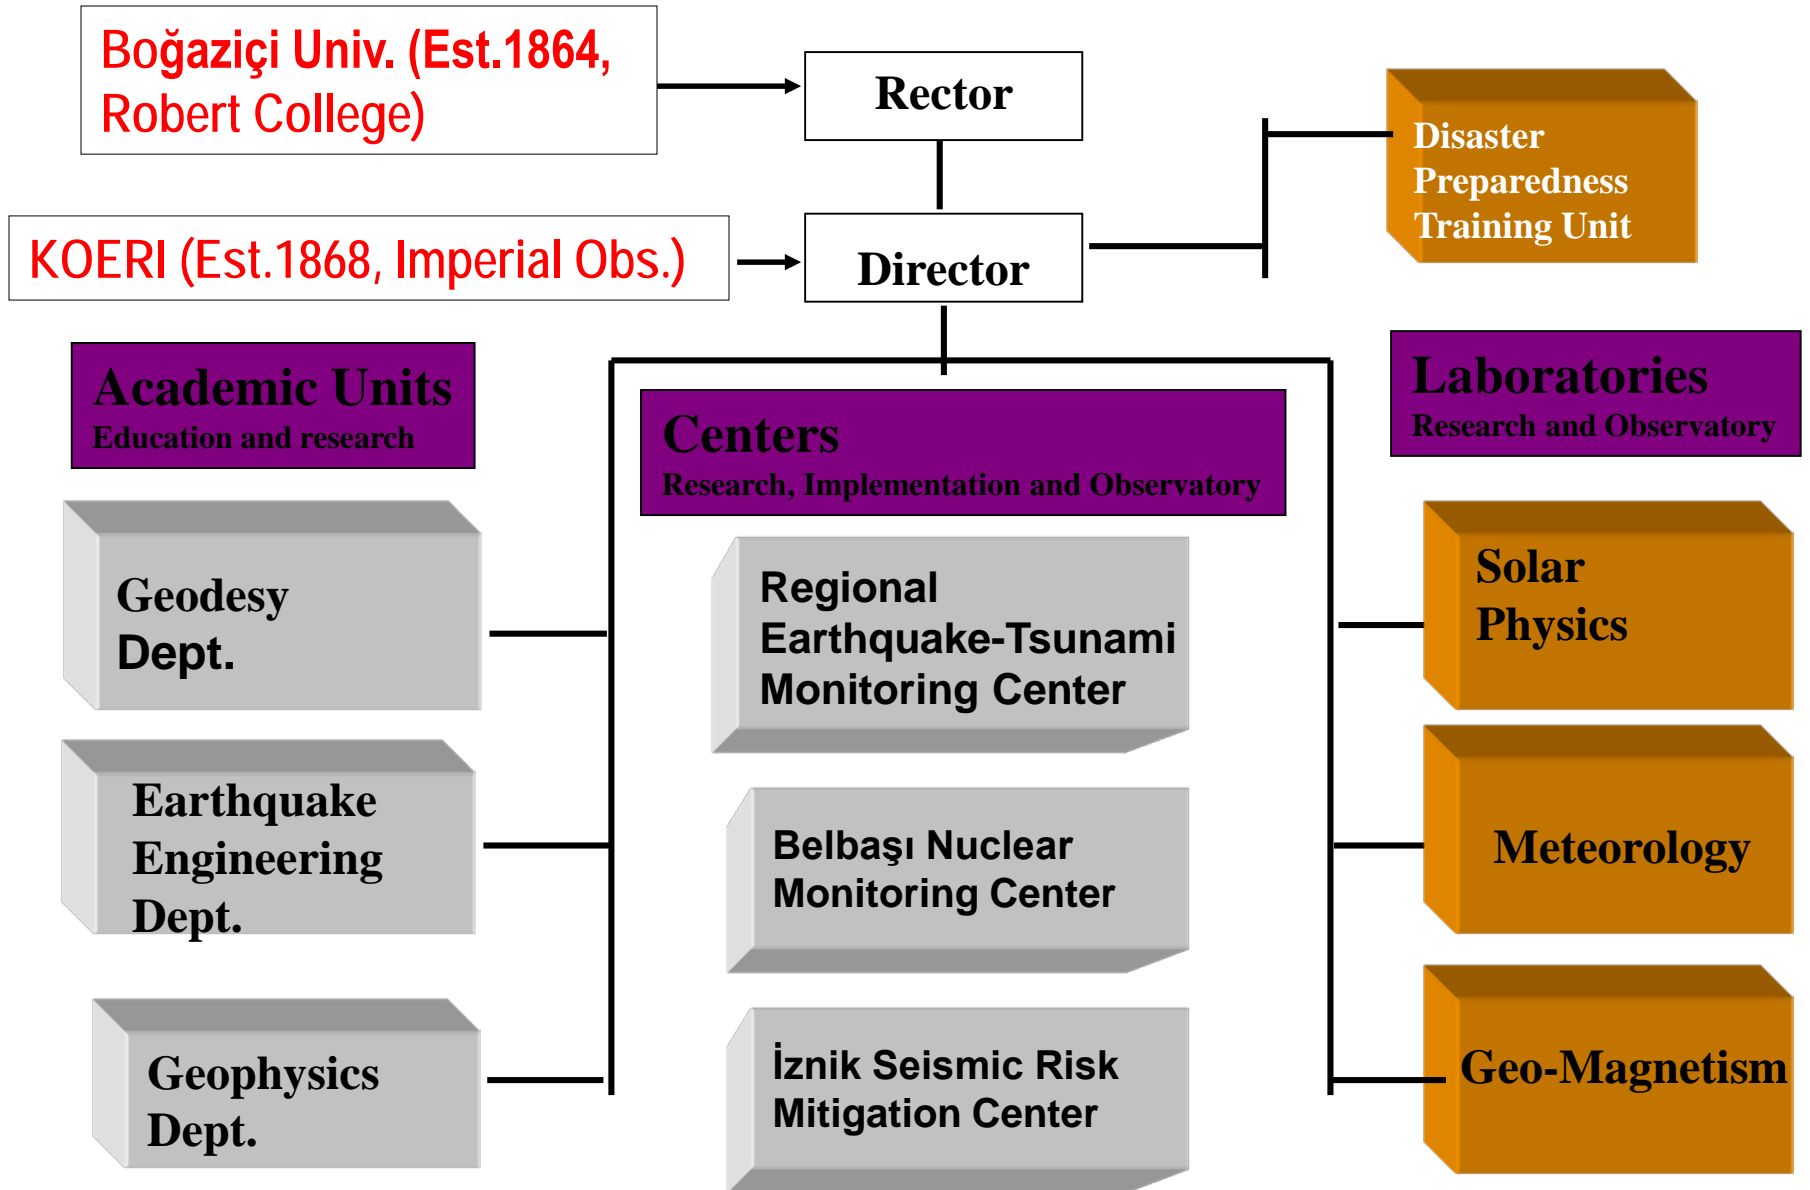 Boğaziçi Univ. (Est.1864,
Robert College)
Rector
Disaster
Preparedness
Training Unit
KOERI (Est.1868, Imperial Obs.)
Director
Academic Units
Education and research
Centers
Research, Implementation and Observatory
Laboratories
Research and Observatory
Geodesy
Dept.
Regional
Earthquake-Tsunami
Monitoring Center
Solar
Physics
Earthquake
Engineering
Dept.
Belbaşı Nuclear
Monitoring Center
Meteorology
Geophysics
Dept.
İznik Seismic Risk
Mitigation Center
Geo-Magnetism